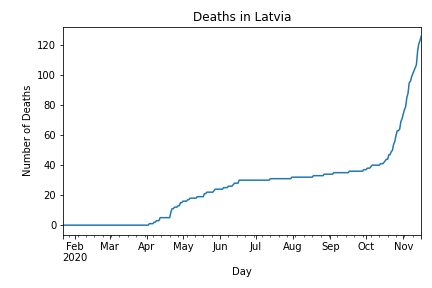 Deaths in Latvia
Number of Deaths
120
100
80
60
40
20
0
Feb Mar Apr May Jun Jul Aug Sep Oct Nov
2020
Day